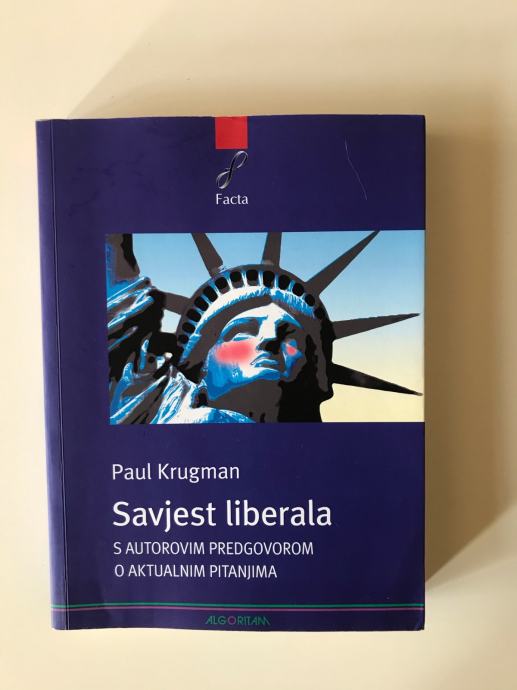 Facta
Paul Krugman
Savjest liberala
S AUTOROVIM PREDGOVOROM
O AKTUALNIM PITANJIMA
ALGORITAM